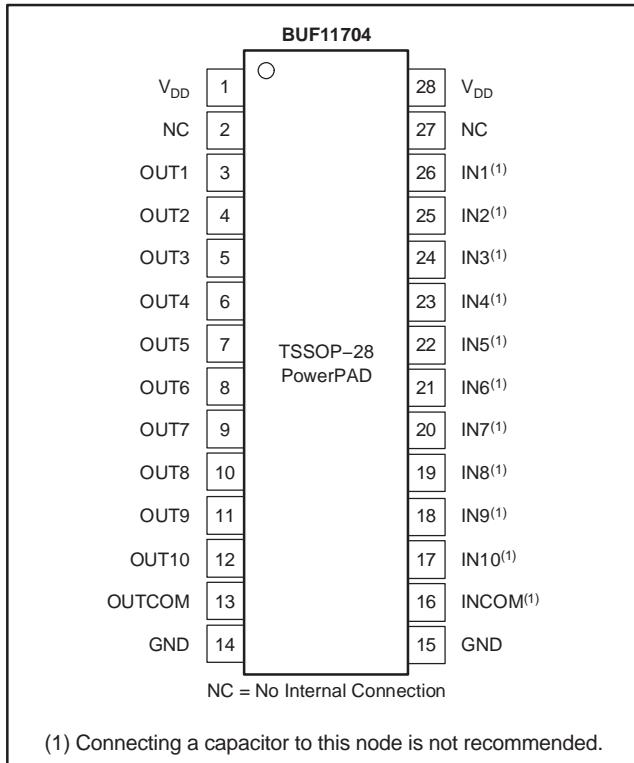 BUF11704
V_DD 1 28 V_DD
NC 2 27 NC
OUT1 3 26 IN1(1)
OUT2 4 25 IN2(1)
OUT3 5 24 IN3(1)
OUT4 6 23 IN4(1)
OUT5 7 22 IN5(1)
TSSOP−28
PowerPAD
OUT6 8 21 IN6(1)
OUT7 9 20 IN7(1)
OUT8 10 19 IN8(1)
OUT9 11 18 IN9(1)
OUT10 12 17 IN10(1)
OUTCOM 13 16 INCOM(1)
GND 14 15 GND
NC = No Internal Connection
(1) Connecting a capacitor to this node is not recommended.